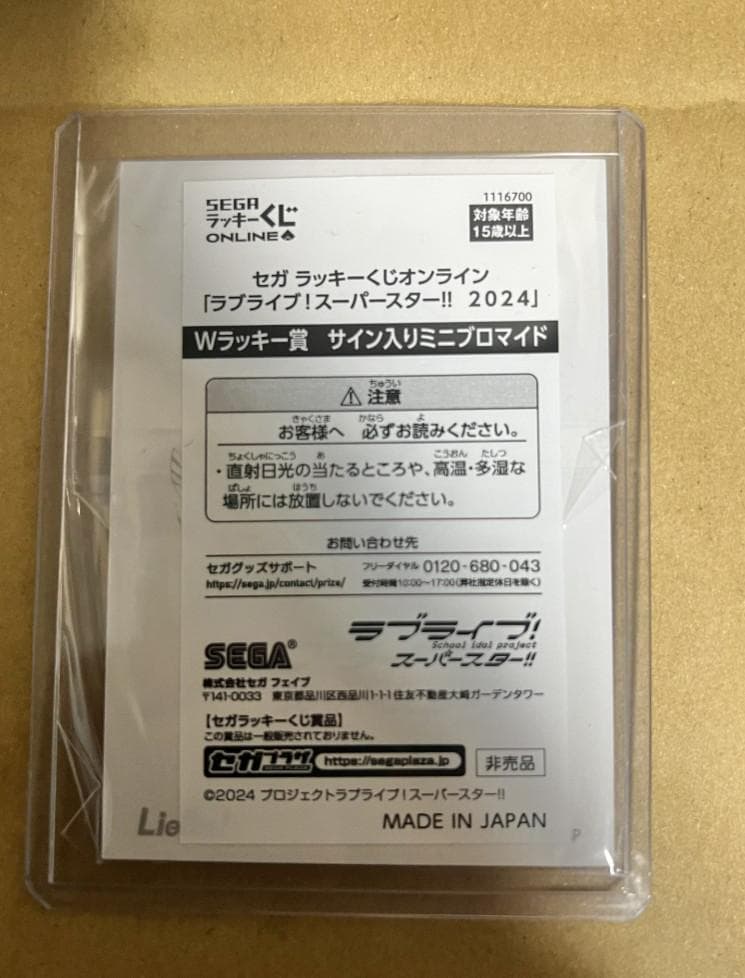 SEGA
ラッキーくじ
ONLINE
1116700
対象年齢
15歳以上
セガ ラッキーくじオンライン
「ラブライブ!スーパースター!! 2024」
Wラッキー賞 サイン入りミニブロマイド
ちゅうい
⚠ 注意
きゃくさま かなら よ
お客様へ 必ずお読みください。
ちょくしゃにっこう あ こうおん たしつ
・直射日光の当たるところや、高温・多湿な
ばしょ ほうち
場所には放置しないでください。
お問い合わせ先
セガグッズサポート フリーダイヤル 0120-680-043
https://sega.jp/contact/prize/ 受付時間10:00〜17:00(弊社指定休日を除く)
ラブライブ!
School idol project
スーパースター!!
SEGA®
株式会社セガ フェイブ
〒141-0033 東京都品川区西品川1-1-1住友不動産大崎ガーデンタワー
【セガラッキーくじ賞品】
この賞品は一般販売されておりません。
セガプラザ https://segaplaza.jp 非売品
©2024 プロジェクトラブライブ!スーパースター!!
MADE IN JAPAN
Lie
P